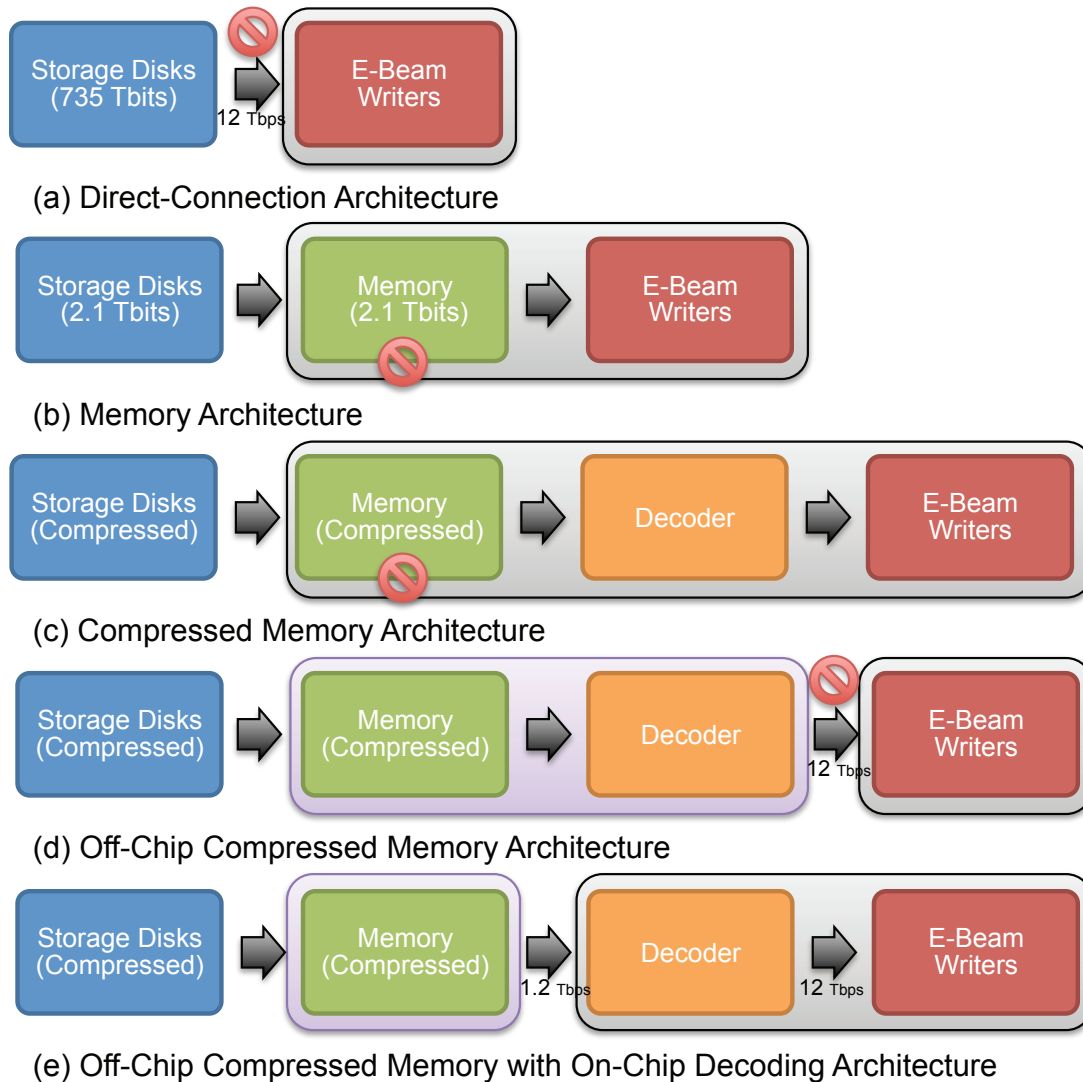 Storage Disks
(735 Tbits)
12 Tbps
E-Beam
Writers
(a) Direct-Connection Architecture
Storage Disks
(2.1 Tbits)
Memory
(2.1 Tbits)
E-Beam
Writers
(b) Memory Architecture
Storage Disks
(Compressed)
Memory
(Compressed)
Decoder
E-Beam
Writers
(c) Compressed Memory Architecture
Storage Disks
(Compressed)
Memory
(Compressed)
Decoder
12 Tbps
E-Beam
Writers
(d) Off-Chip Compressed Memory Architecture
Storage Disks
(Compressed)
Memory
(Compressed)
1.2 Tbps
Decoder
12 Tbps
E-Beam
Writers
(e) Off-Chip Compressed Memory with On-Chip Decoding Architecture